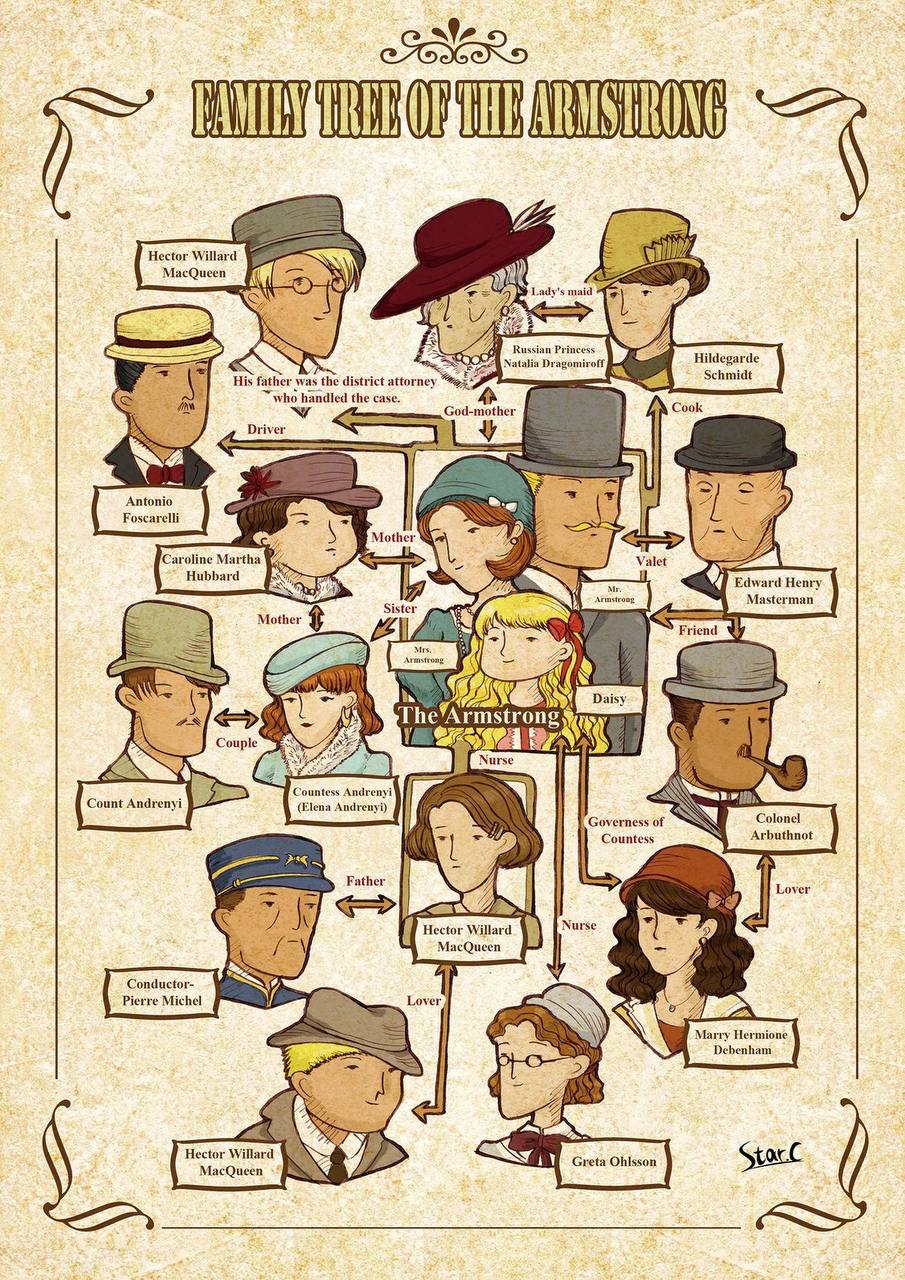 FAMILY TREE OF THE ARMSTRONG
Hector Willard
MacQueen
Lady's maid
Russian Princess
Natalia Dragomiroff
Hildegarde
Schmidt
His father was the district attorney
who handled the case.
God-mother
Cook
Driver
Antonio
Foscarelli
Caroline Martha
Hubbard
Mother
Valet
Mr.
Armstrong
Edward Henry
Masterman
Mother
Sister
Friend
Mrs.
Armstrong
Daisy
The Armstrong
Couple
Nurse
Count Andrenyi
Countess Andrenyi
(Elena Andrenyi)
Governess of
Countess
Colonel
Arbuthnot
Father
Lover
Hector Willard
MacQueen
Nurse
Conductor-
Pierre Michel
Lover
Marry Hermione
Debenham
Hector Willard
MacQueen
Greta Ohlsson
Star.C